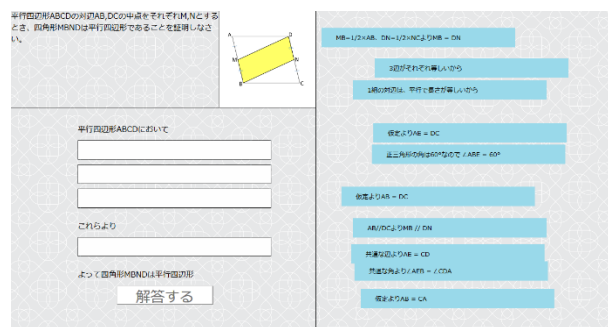 平行四辺形ABCDの対辺AB,DCの中点をそれぞれM,Nとする
とき、四角形MBNDは平行四辺形であることを証明しなさ
い。
A
D
M
N
B
C
平行四辺形ABCDにおいて
これらより
よって四角形MBNDは平行四辺形
解答する
MB=1/2×AB、DN=1/2×NCよりMB = DN
3辺がそれぞれ等しいから
1組の対辺は、平行で長さが等しいから
仮定よりAE = DC
正三角形の角は60°なので∠ABE = 60°
仮定よりAB = DC
AB//DCよりMB // DN
共通な辺よりAE = CD
共通な角より∠AEB = ∠CDA
仮定よりAB = CA